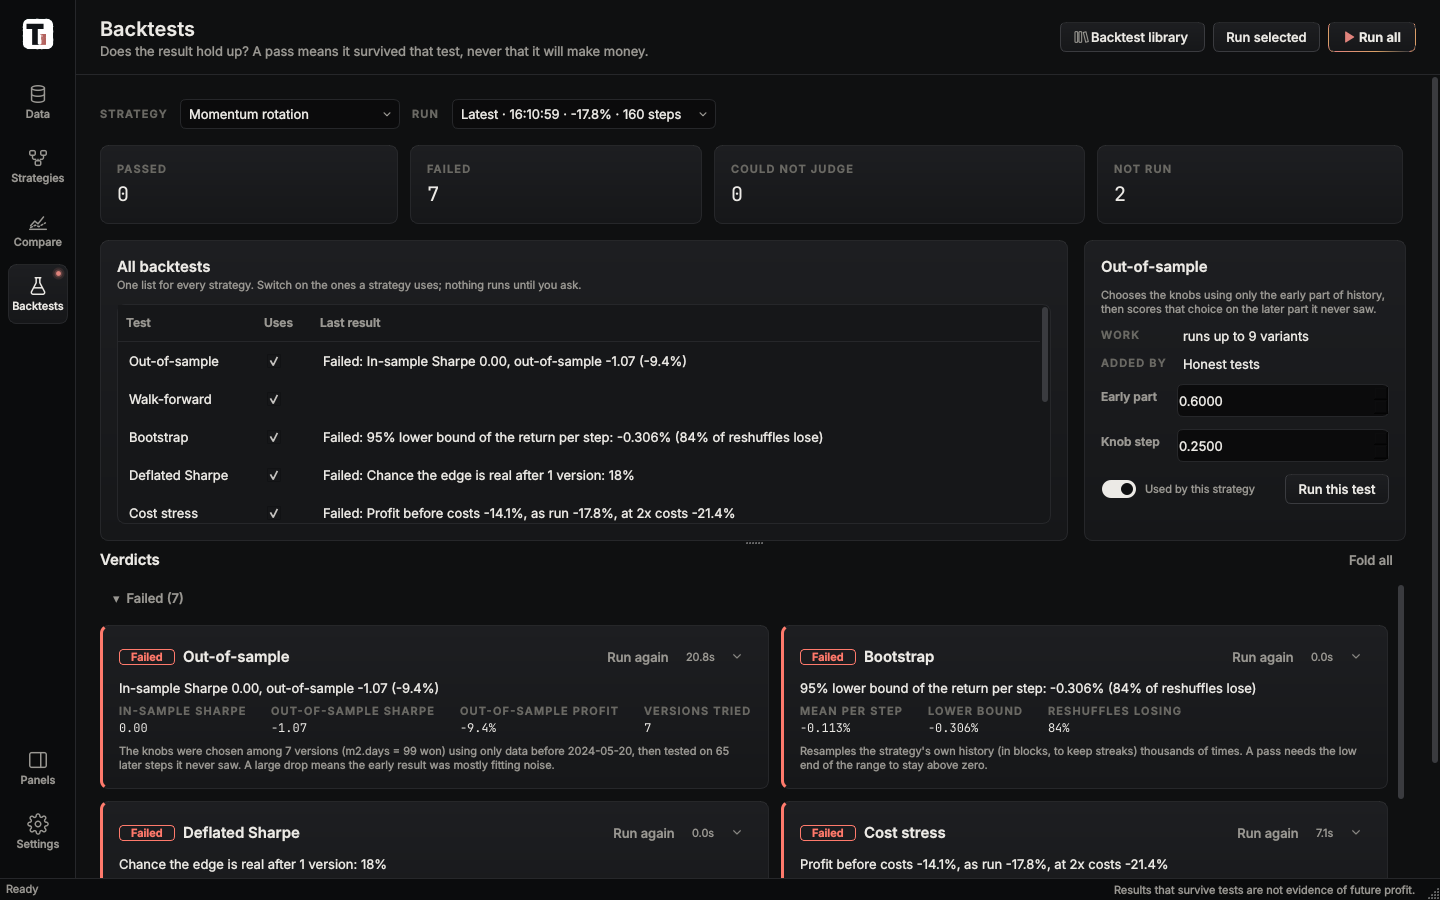 Ti
Backtests
Does the result hold up? A pass means it survived that test, never that it will make money.
Backtest library
Run selected
Run all
Data
Strategies
Compare
Backtests
Panels
Settings
STRATEGY
Momentum rotation
RUN
Latest · 16:10:59 · -17.8% · 160 steps
PASSED
0
FAILED
7
COULD NOT JUDGE
0
NOT RUN
2
All backtests
One list for every strategy. Switch on the ones a strategy uses; nothing runs until you ask.
Test Uses Last result
Out-of-sample ✓ Failed: In-sample Sharpe 0.00, out-of-sample -1.07 (-9.4%)
Walk-forward ✓
Bootstrap ✓ Failed: 95% lower bound of the return per step: -0.306% (84% of reshuffles lose)
Deflated Sharpe ✓ Failed: Chance the edge is real after 1 version: 18%
Cost stress ✓ Failed: Profit before costs -14.1%, as run -17.8%, at 2x costs -21.4%
Out-of-sample
Chooses the knobs using only the early part of history,
then scores that choice on the later part it never saw.
WORK runs up to 9 variants
ADDED BY Honest tests
Early part 0.6000
Knob step 0.2500
Used by this strategy
Run this test
Verdicts
Fold all
▾ Failed (7)
Failed Out-of-sample Run again 20.8s
In-sample Sharpe 0.00, out-of-sample -1.07 (-9.4%)
IN-SAMPLE SHARPE OUT-OF-SAMPLE SHARPE OUT-OF-SAMPLE PROFIT VERSIONS TRIED
0.00 -1.07 -9.4% 7
The knobs were chosen among 7 versions (m2.days = 99 won) using only data before 2024-05-20, then tested on 65
later steps it never saw. A large drop means the early result was mostly fitting noise.
Failed Bootstrap Run again 0.0s
95% lower bound of the return per step: -0.306% (84% of reshuffles lose)
MEAN PER STEP LOWER BOUND RESHUFFLES LOSING
-0.113% -0.306% 84%
Resamples the strategy's own history (in blocks, to keep streaks) thousands of times. A pass needs the low
end of the range to stay above zero.
Failed Deflated Sharpe Run again 0.0s
Chance the edge is real after 1 version: 18%
Failed Cost stress Run again 7.1s
Profit before costs -14.1%, as run -17.8%, at 2x costs -21.4%
Ready
Results that survive tests are not evidence of future profit.